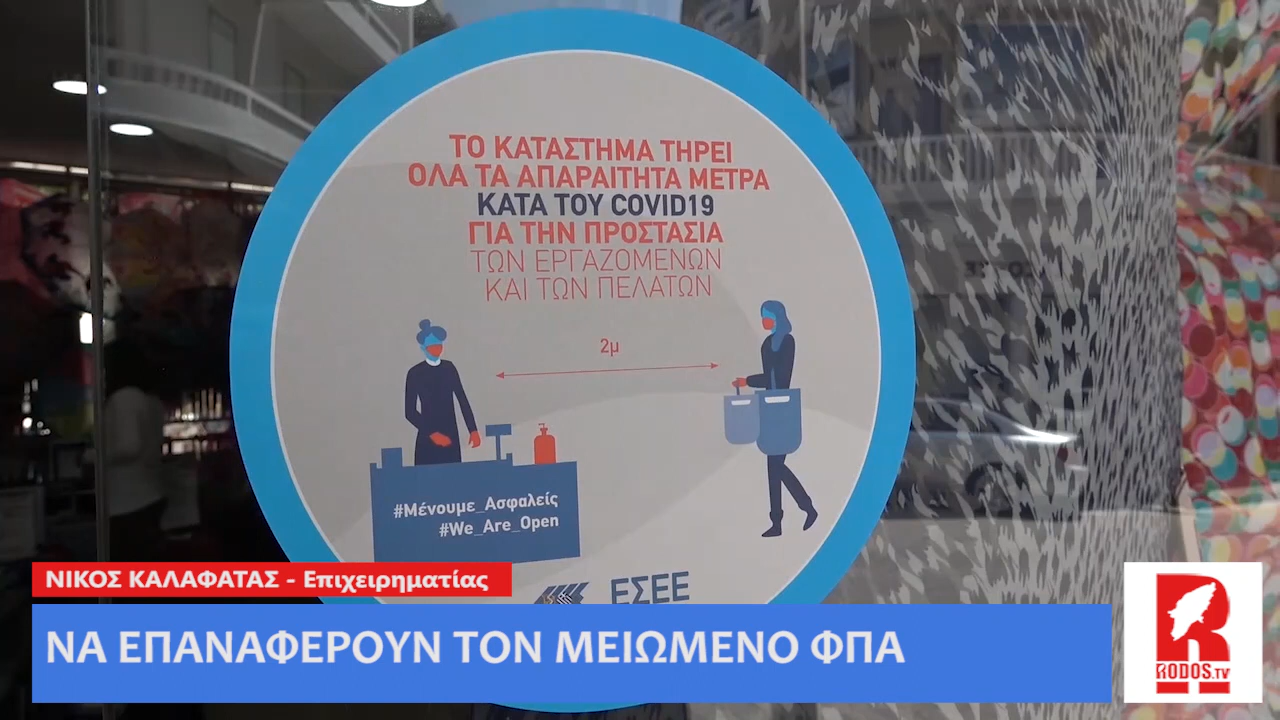 ΤΟ ΚΑΤΑΣΤΗΜΑ ΤΗΡΕΙ
ΟΛΑ ΤΑ ΑΠΑΡΑΙΤΗΤΑ ΜΕΤΡΑ
ΚΑΤΑ ΤΟΥ COVID19
ΓΙΑ ΤΗΝ ΠΡΟΣΤΑΣΙΑ
ΤΩΝ ΕΡΓΑΖΟΜΕΝΩΝ
ΚΑΙ ΤΩΝ ΠΕΛΑΤΩΝ
2μ
#Μένουμε_Ασφαλείς
#We_Are_Open
ΕΣΕΕ
ΝΙΚΟΣ ΚΑΛΑΦΑΤΑΣ - Επιχειρηματίας
ΝΑ ΕΠΑΝΑΦΕΡΟΥΝ ΤΟΝ ΜΕΙΩΜΕΝΟ ΦΠΑ
R
RODOS.TV